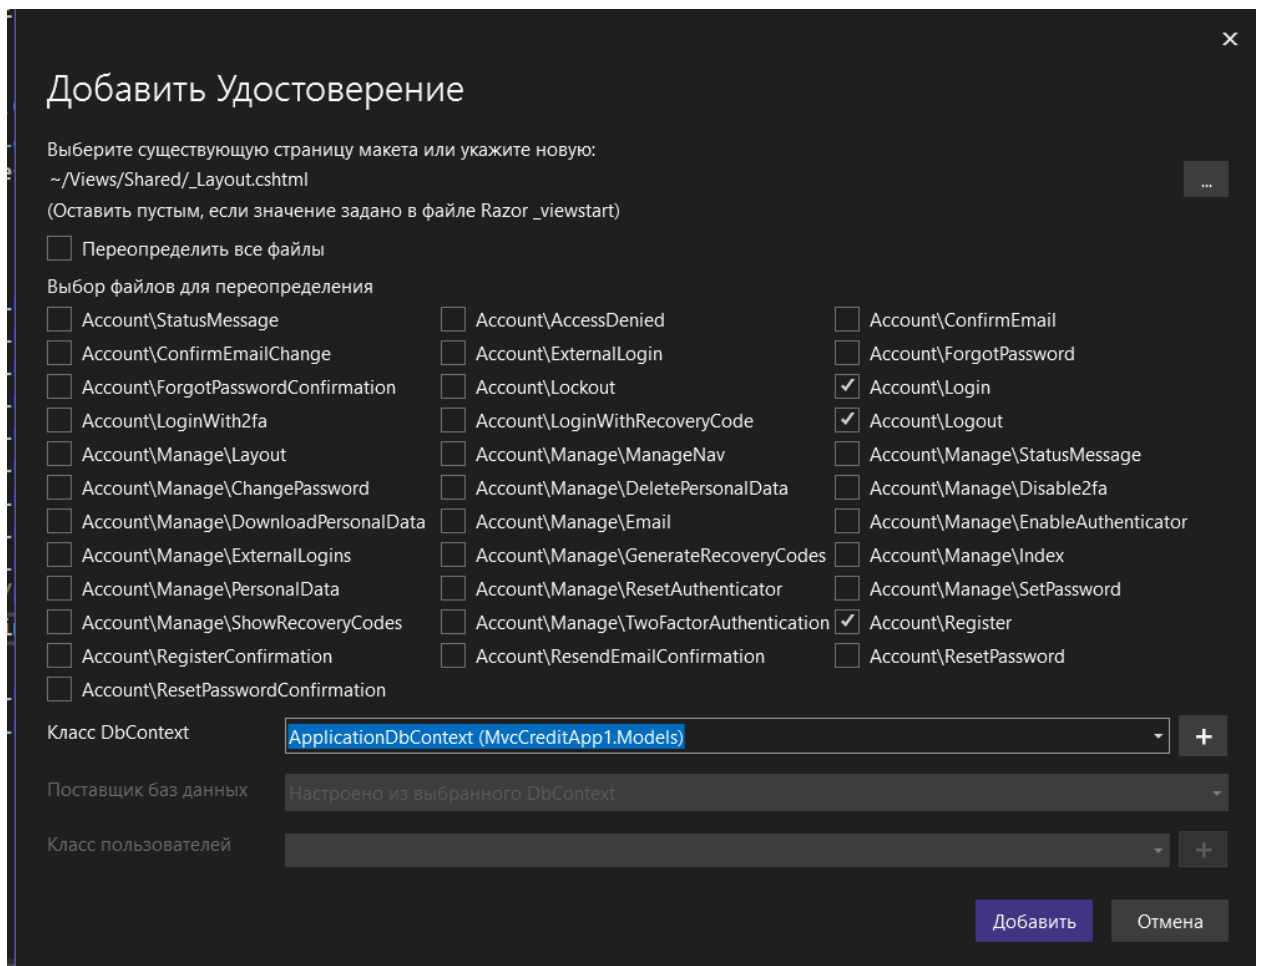 Добавить Удостоверение
Выберите существующую страницу макета или укажите новую:
~/Views/Shared/_Layout.cshtml
...
(Оставить пустым, если значение задано в файле Razor _viewstart)
Переопределить все файлы
Выбор файлов для переопределения
Account\StatusMessage Account\AccessDenied Account\ConfirmEmail
Account\ConfirmEmailChange Account\ExternalLogin Account\ForgotPassword
Account\ForgotPasswordConfirmation Account\Lockout Account\Login
Account\LoginWith2fa Account\LoginWithRecoveryCode Account\Logout
Account\Manage\Layout Account\Manage\ManageNav Account\Manage\StatusMessage
Account\Manage\ChangePassword Account\Manage\DeletePersonalData Account\Manage\Disable2fa
Account\Manage\DownloadPersonalData Account\Manage\Email Account\Manage\EnableAuthenticator
Account\Manage\ExternalLogins Account\Manage\GenerateRecoveryCodes Account\Manage\Index
Account\Manage\PersonalData Account\Manage\ResetAuthenticator Account\Manage\SetPassword
Account\Manage\ShowRecoveryCodes Account\Manage\TwoFactorAuthentication Account\Register
Account\RegisterConfirmation Account\ResendEmailConfirmation Account\ResetPassword
Account\ResetPasswordConfirmation
Класс DbContext ApplicationDbContext (MvcCreditApp1.Models)
Поставщик баз данных Настроено из выбранного DbContext
Класс пользователей
Добавить Отмена